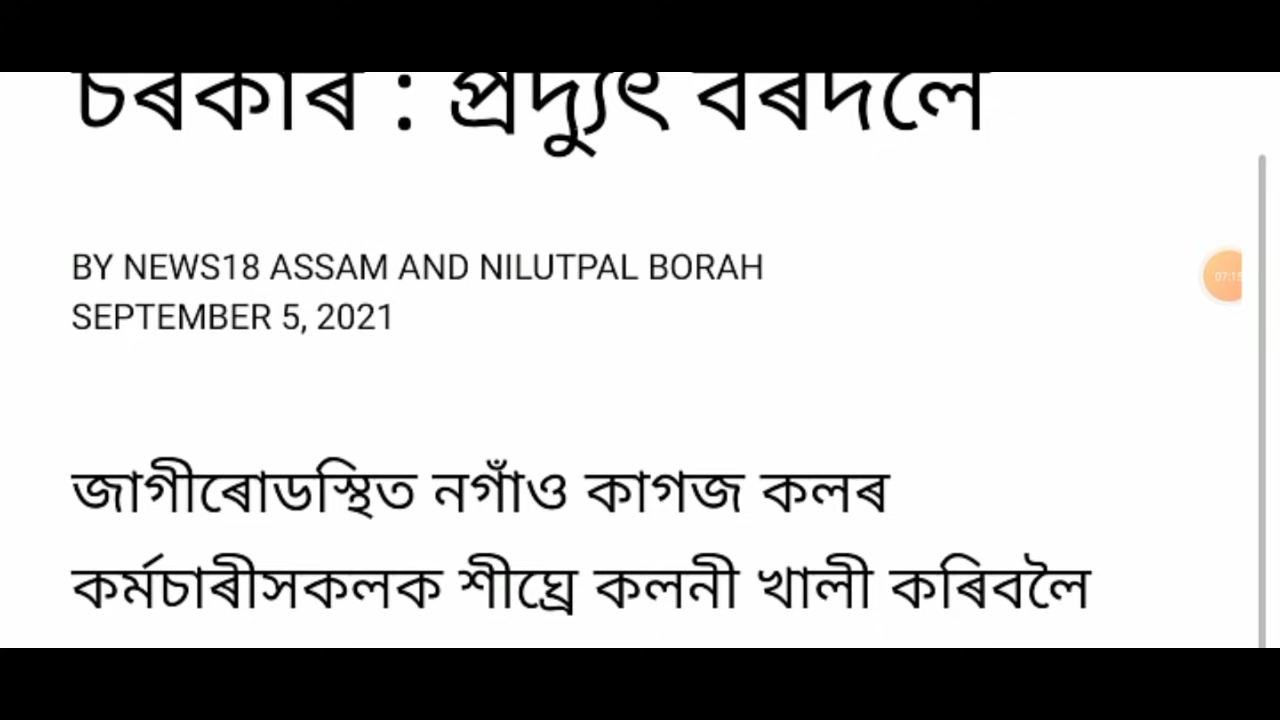 চৰকাৰ : প্ৰদ্যুৎ বৰদলৈ
BY NEWS18 ASSAM AND NILUTPAL BORAH
SEPTEMBER 5, 2021
জাগীৰোডস্থিত নগাঁও কাগজ কলৰ
কৰ্মচাৰীসকলক শীঘ্ৰে কলনী খালী কৰিবলৈ